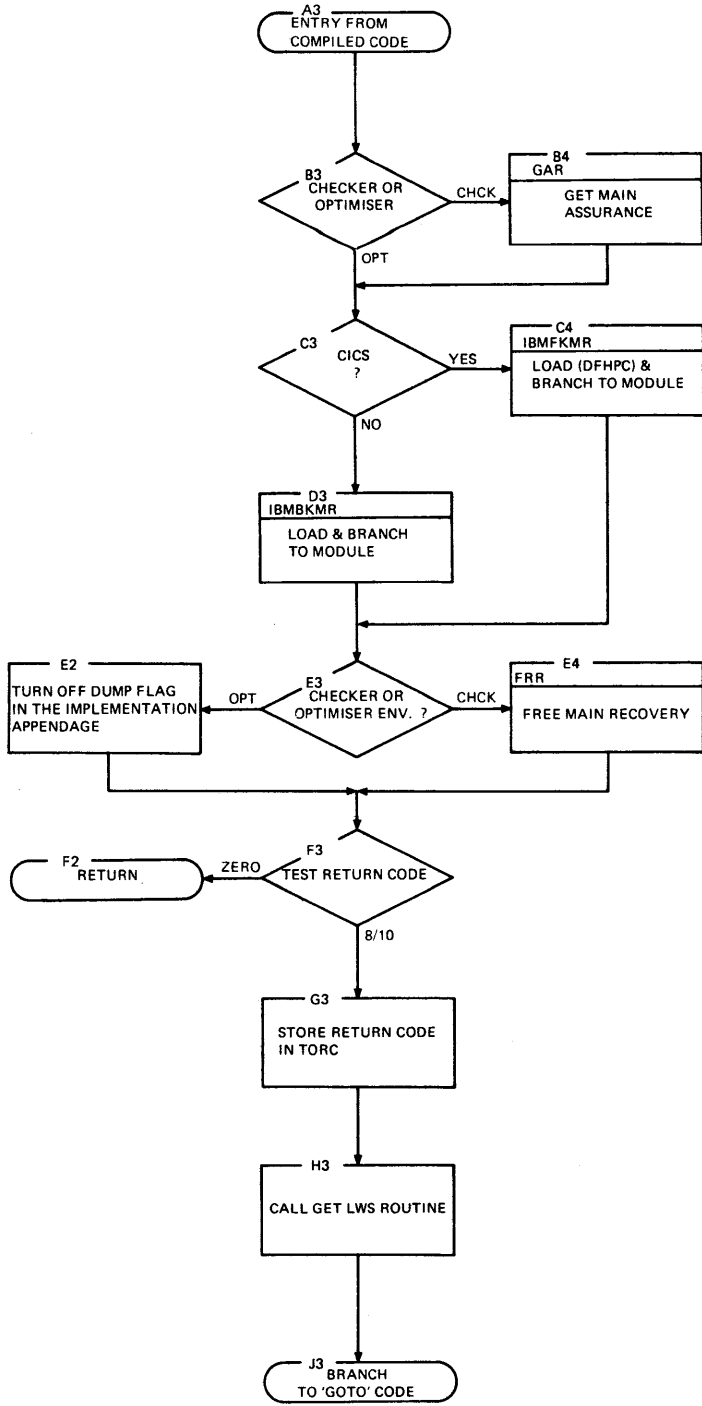 A3
ENTRY FROM
COMPILED CODE
B3
CHECKER OR
OPTIMISER
CHCK
OPT
B4
GAR
GET MAIN
ASSURANCE
C3
CICS
?
YES
NO
C4
IBMFKMR
LOAD (DFHPC) &
BRANCH TO MODULE
D3
IBMBKMR
LOAD & BRANCH
TO MODULE
E2
TURN OFF DUMP FLAG
IN THE IMPLEMENTATION
APPENDAGE
OPT
E3
CHECKER OR
OPTIMISER ENV. ?
CHCK
E4
FRR
FREE MAIN RECOVERY
F2
RETURN
ZERO
F3
TEST RETURN CODE
8/10
G3
STORE RETURN CODE
IN TORC
H3
CALL GET LWS ROUTINE
J3
BRANCH
TO 'GOTO' CODE